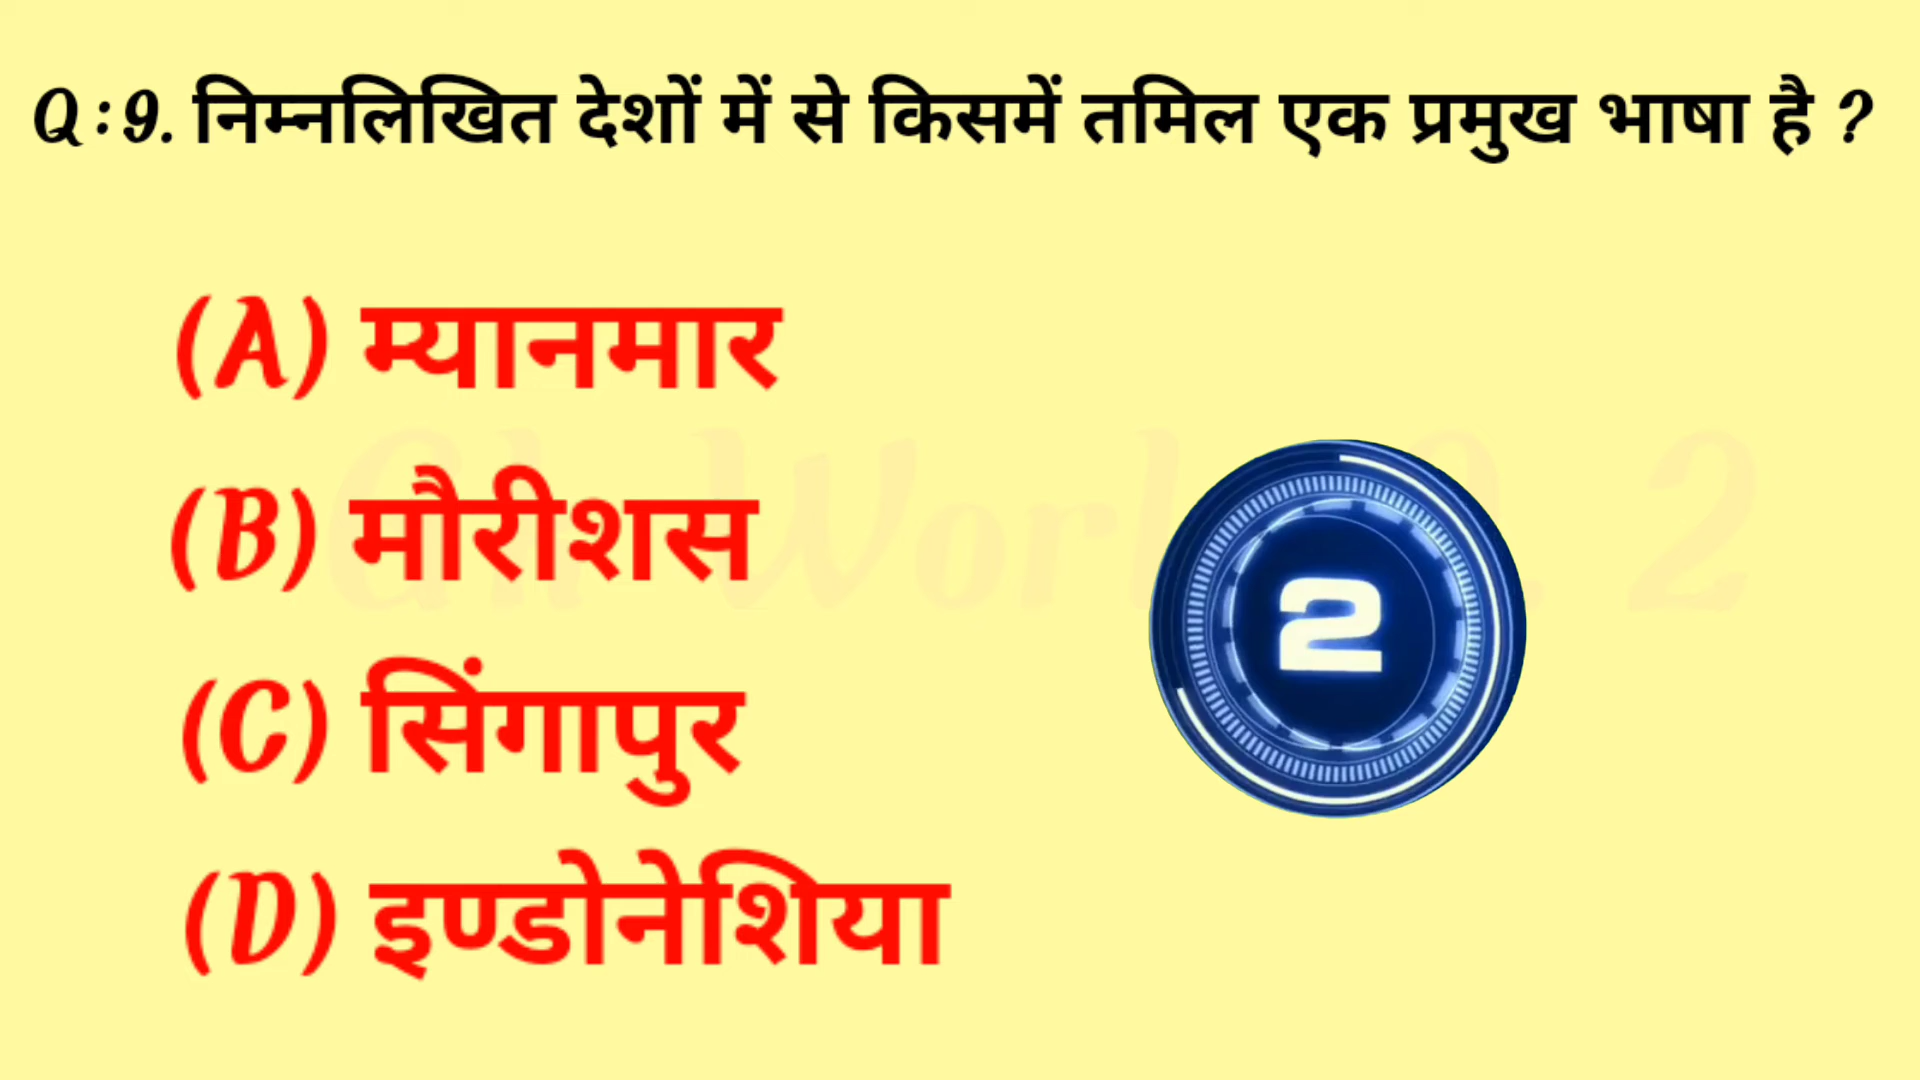 Q:9. निम्नलिखित देशों में से किसमें तमिल एक प्रमुख भाषा है ?
(A) म्यानमार
(B) मौरीशस
(C) सिंगापुर
(D) इण्डोनेशिया
2